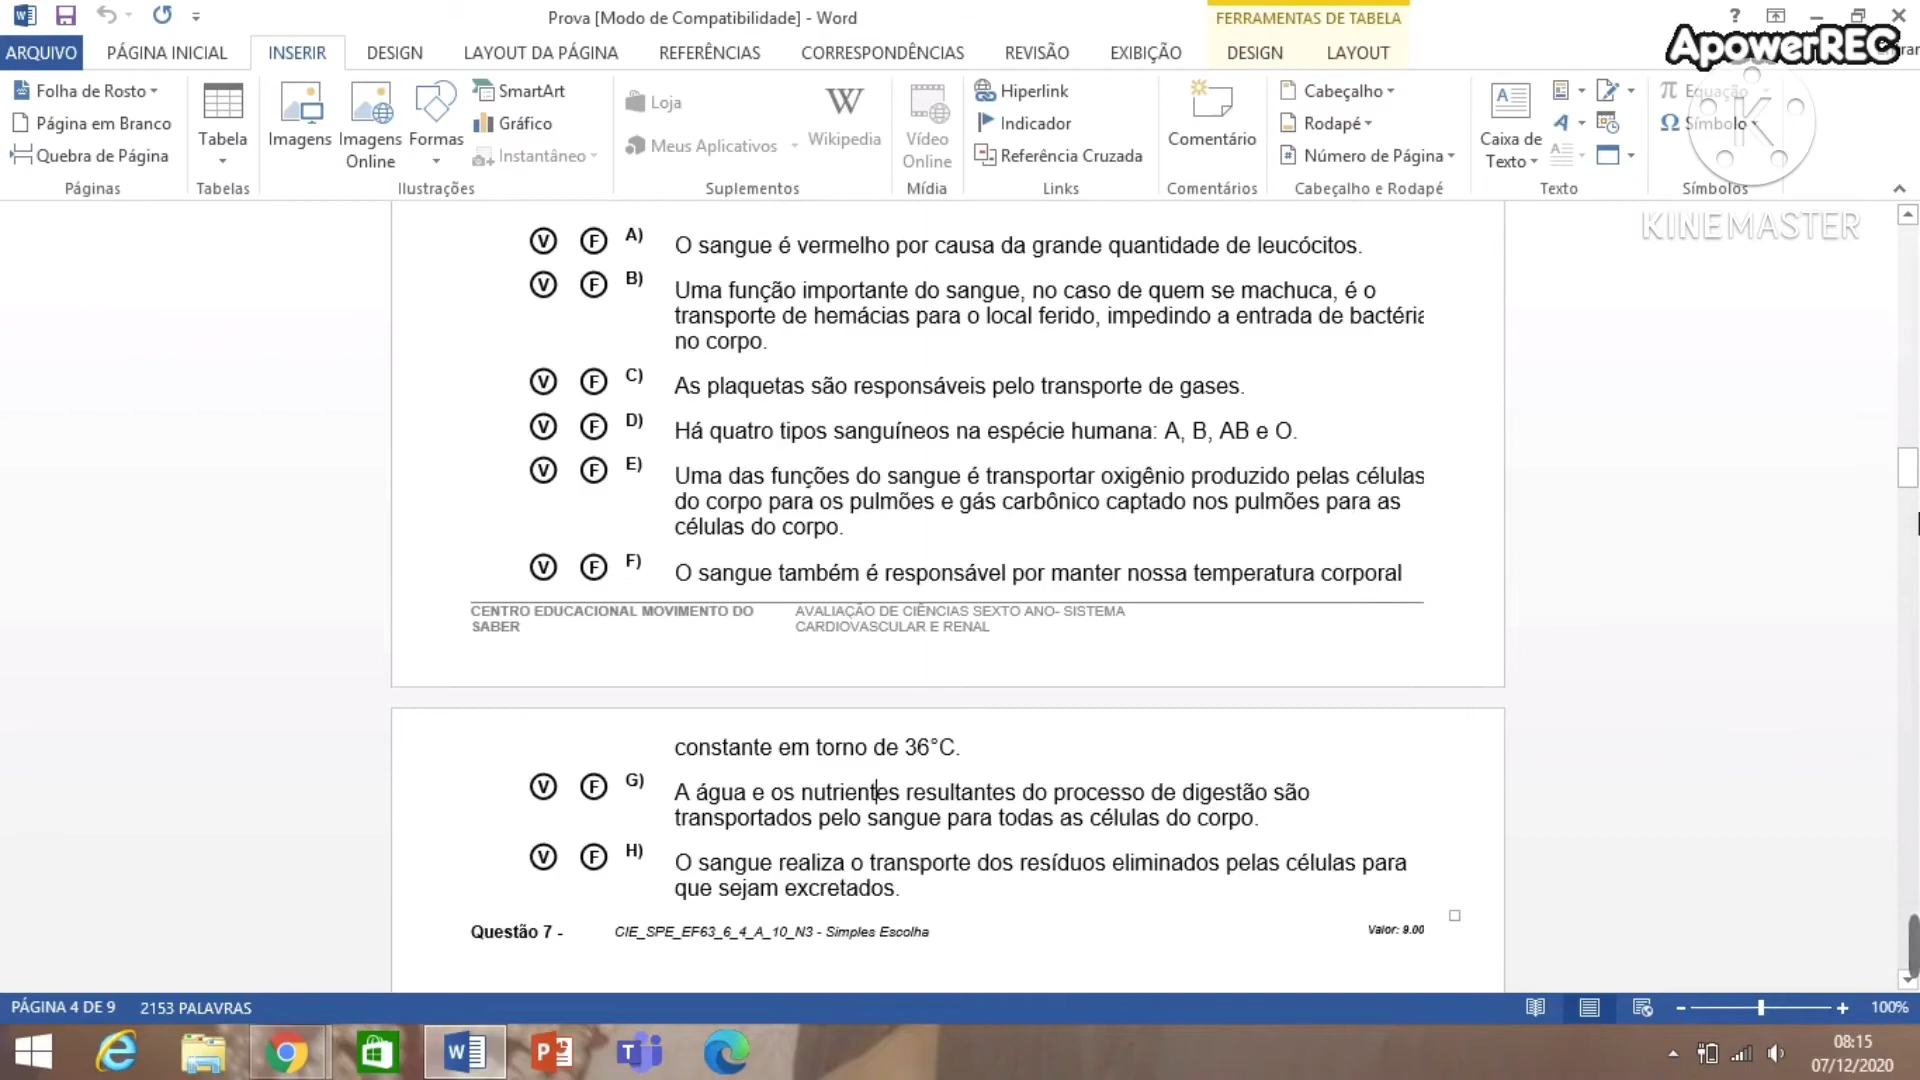 Prova [Modo de Compatibilidade] - Word
FERRAMENTAS DE TABELA
?
ApowerREC
ARQUIVO PÁGINA INICIAL INSERIR DESIGN LAYOUT DA PÁGINA REFERÊNCIAS CORRESPONDÊNCIAS REVISÃO EXIBIÇÃO DESIGN LAYOUT
Folha de Rosto
Página em Branco
Quebra de Página
Páginas
Tabela
Tabelas
Imagens
Imagens
Online
Formas
SmartArt
Gráfico
Instantâneo
Ilustrações
Loja
Meus Aplicativos
Wikipedia
Suplementos
Vídeo
Online
Mídia
Hiperlink
Indicador
Referência Cruzada
Links
Comentário
Comentários
Cabeçalho
Rodapé
Número de Página
Cabeçalho e Rodapé
Caixa de
Texto
Texto
π Equação
Ω Símbolo
Símbolos
K
KINEMASTER
V F A) O sangue é vermelho por causa da grande quantidade de leucócitos.
V F B) Uma função importante do sangue, no caso de quem se machuca, é o
transporte de hemácias para o local ferido, impedindo a entrada de bactéria
no corpo.
V F C) As plaquetas são responsáveis pelo transporte de gases.
V F D) Há quatro tipos sanguíneos na espécie humana: A, B, AB e O.
V F E) Uma das funções do sangue é transportar oxigênio produzido pelas células
do corpo para os pulmões e gás carbônico captado nos pulmões para as
células do corpo.
V F F) O sangue também é responsável por manter nossa temperatura corporal
CENTRO EDUCACIONAL MOVIMENTO DO
SABER
AVALIAÇÃO DE CIÊNCIAS SEXTO ANO- SISTEMA
CARDIOVASCULAR E RENAL
constante em torno de 36°C.
V F G) A água e os nutrientes resultantes do processo de digestão são
transportados pelo sangue para todas as células do corpo.
V F H) O sangue realiza o transporte dos resíduos eliminados pelas células para
que sejam excretados.
Questão 7 - CIE_SPE_EF63_6_4_A_10_N3 - Simples Escolha Valor: 9.00
PÁGINA 4 DE 9 2153 PALAVRAS
100%
08:15
07/12/2020